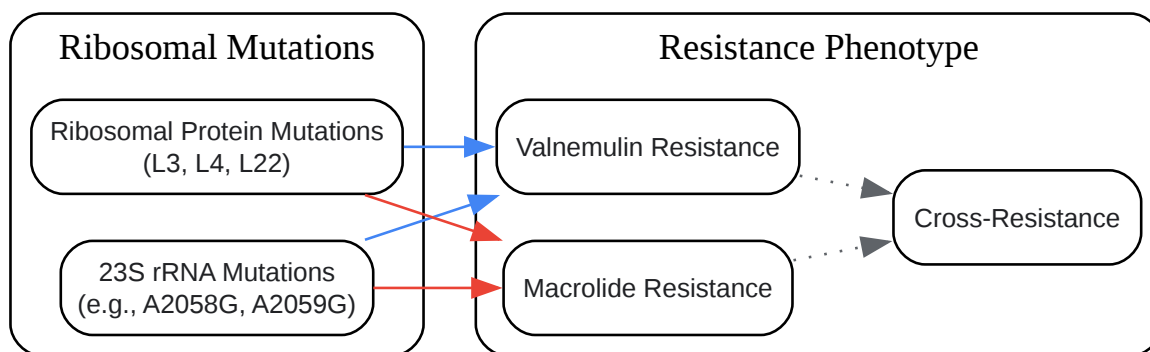 Ribosomal Mutations
Ribosomal Protein Mutations
(L3, L4, L22)
23S rRNA Mutations
(e.g., A2058G, A2059G)
Resistance Phenotype
Valnemulin Resistance
Macrolide Resistance
Cross-Resistance